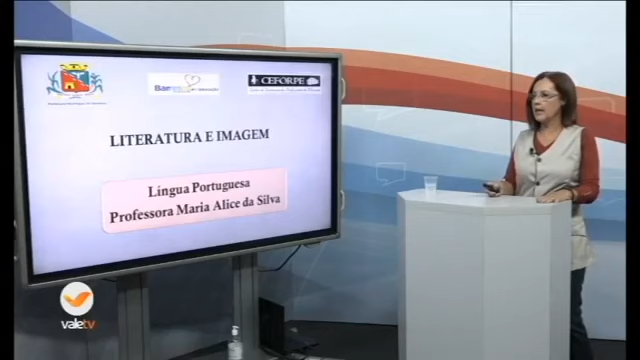 CEFORPE
LITERATURA E IMAGEM
Língua Portuguesa
Professora Maria Alice da Silva
valetv